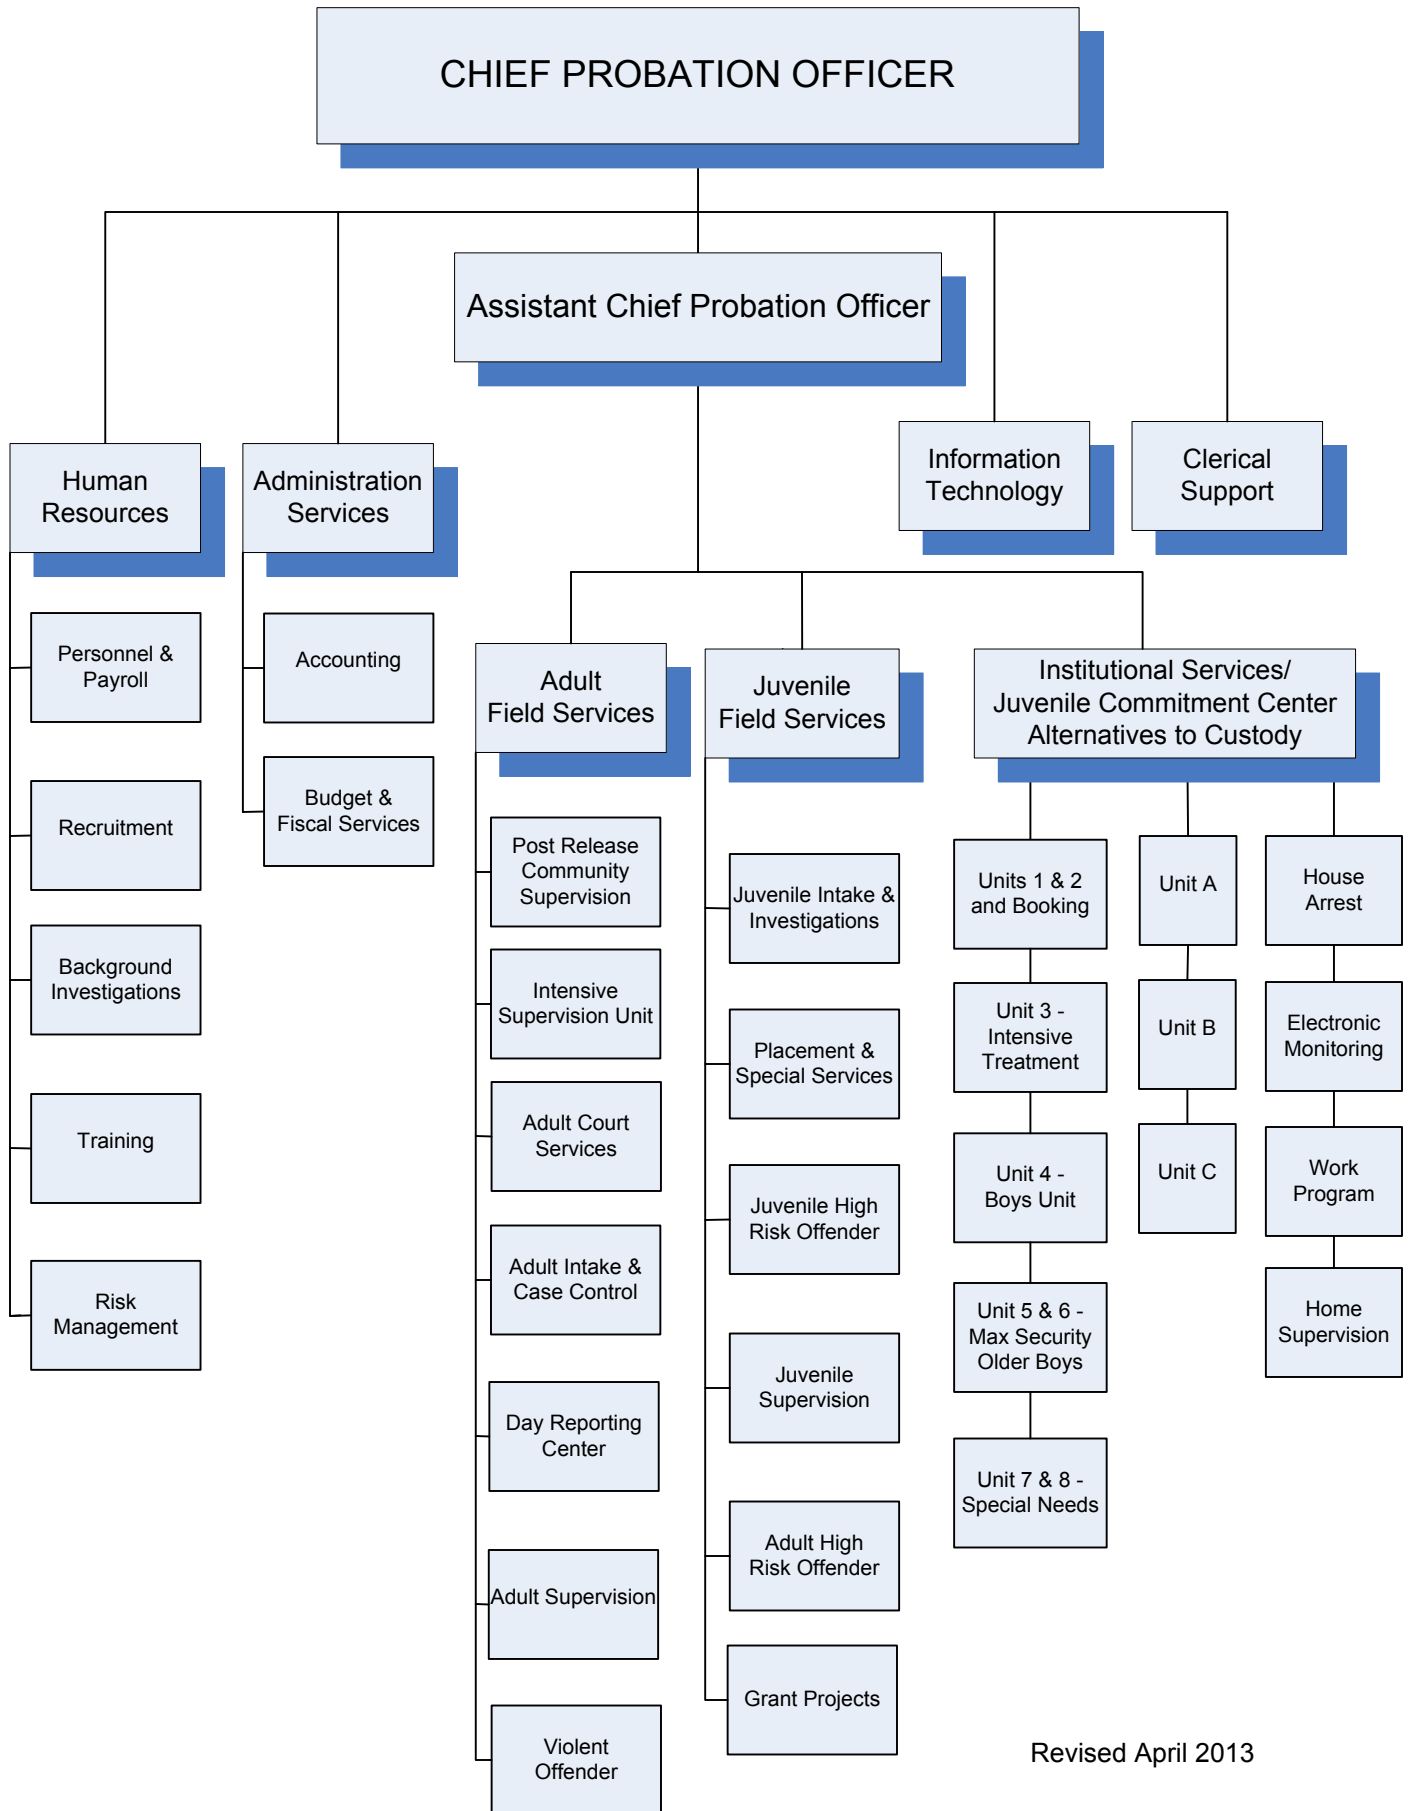 CHIEF PROBATION OFFICER
Assistant Chief Probation Officer
Human
Resources
Administration
Services
Information
Technology
Clerical
Support
Personnel &
Payroll
Recruitment
Background
Investigations
Training
Risk
Management
Accounting
Budget &
Fiscal Services
Adult
Field Services
Post Release
Community
Supervision
Intensive
Supervision Unit
Adult Court
Services
Adult Intake &
Case Control
Day Reporting
Center
Adult Supervision
Violent
Offender
Juvenile
Field Services
Juvenile Intake &
Investigations
Placement &
Special Services
Juvenile High
Risk Offender
Juvenile
Supervision
Adult High
Risk Offender
Grant Projects
Institutional Services/
Juvenile Commitment Center
Alternatives to Custody
Units 1 & 2
and Booking
Unit 3 -
Intensive
Treatment
Unit 4 -
Boys Unit
Unit 5 & 6 -
Max Security
Older Boys
Unit 7 & 8 -
Special Needs
Unit A
Unit B
Unit C
House
Arrest
Electronic
Monitoring
Work
Program
Home
Supervision
Revised April 2013